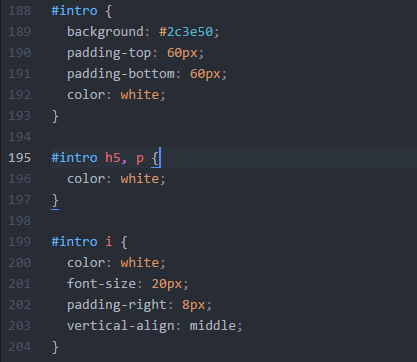 188 #intro {
189   background: #2c3e50;
190   padding-top: 60px;
191   padding-bottom: 60px;
192   color: white;
193 }
194
195 #intro h5, p {
196   color: white;
197 }
198
199 #intro i {
200   color: white;
201   font-size: 20px;
202   padding-right: 8px;
203   vertical-align: middle;
204 }